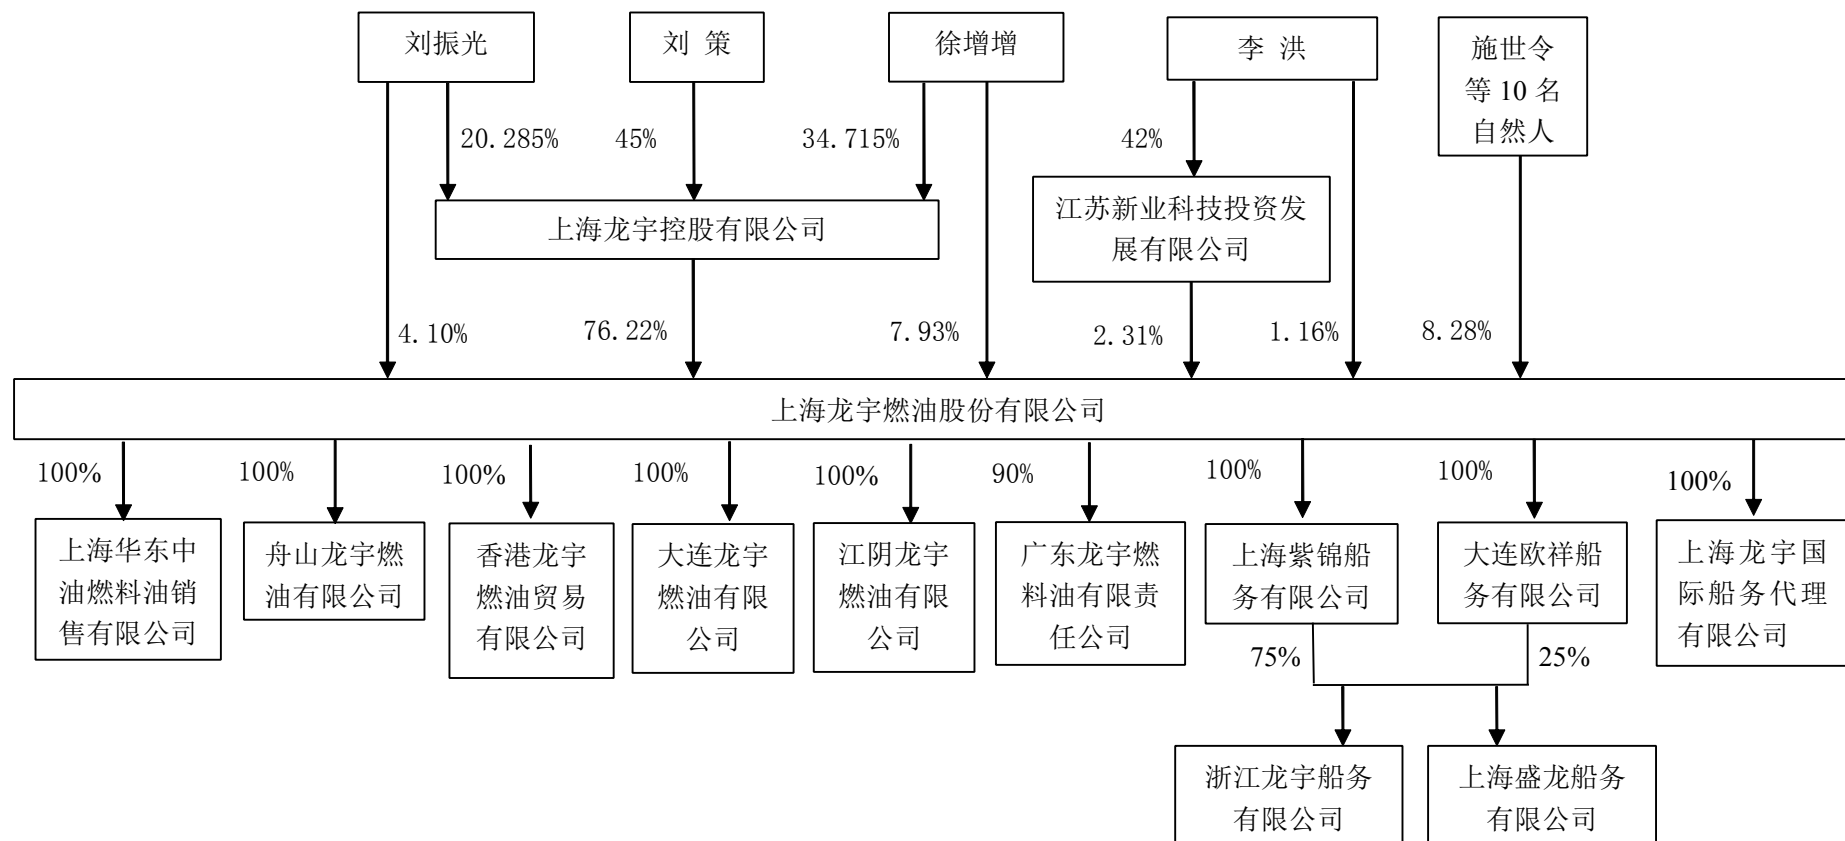 刘振光
刘 策
徐增增
李 洪
施世令
等 10 名
自然人
20.285%
45%
34.715%
42%
上海龙宇控股有限公司
江苏新业科技投资发
展有限公司
4.10%
76.22%
7.93%
2.31%
1.16%
8.28%
上海龙宇燃油股份有限公司
100%
100%
100%
100%
100%
90%
100%
100%
100%
上海华东中
油燃料油销
售有限公司
舟山龙宇燃
油有限公司
香港龙宇
燃油贸易
有限公司
大连龙宇
燃油有限
公司
江阴龙宇
燃油有限
公司
广东龙宇燃
料油有限责
任公司
上海紫锦船
务有限公司
大连欧祥船
务有限公司
上海龙宇国
际船务代理
有限公司
75%
25%
浙江龙宇船务
有限公司
上海盛龙船务
有限公司